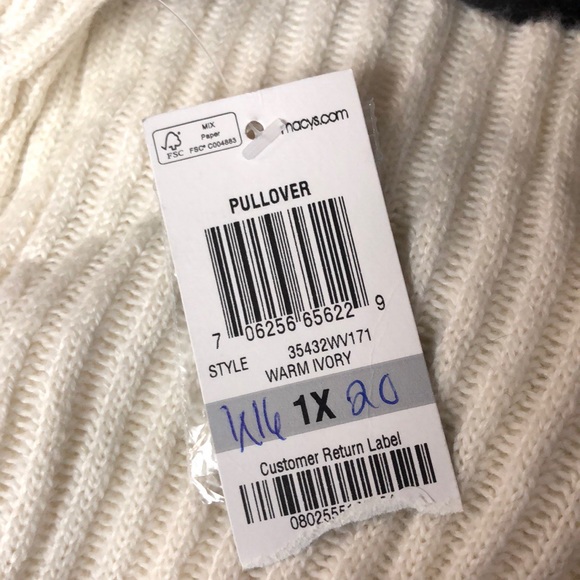 MIX
Paper
FSC® C004883
FSC
macys.com
PULLOVER
7 06256 65622 9
STYLE 35432WV171
WARM IVORY
1X 20
Customer Return Label